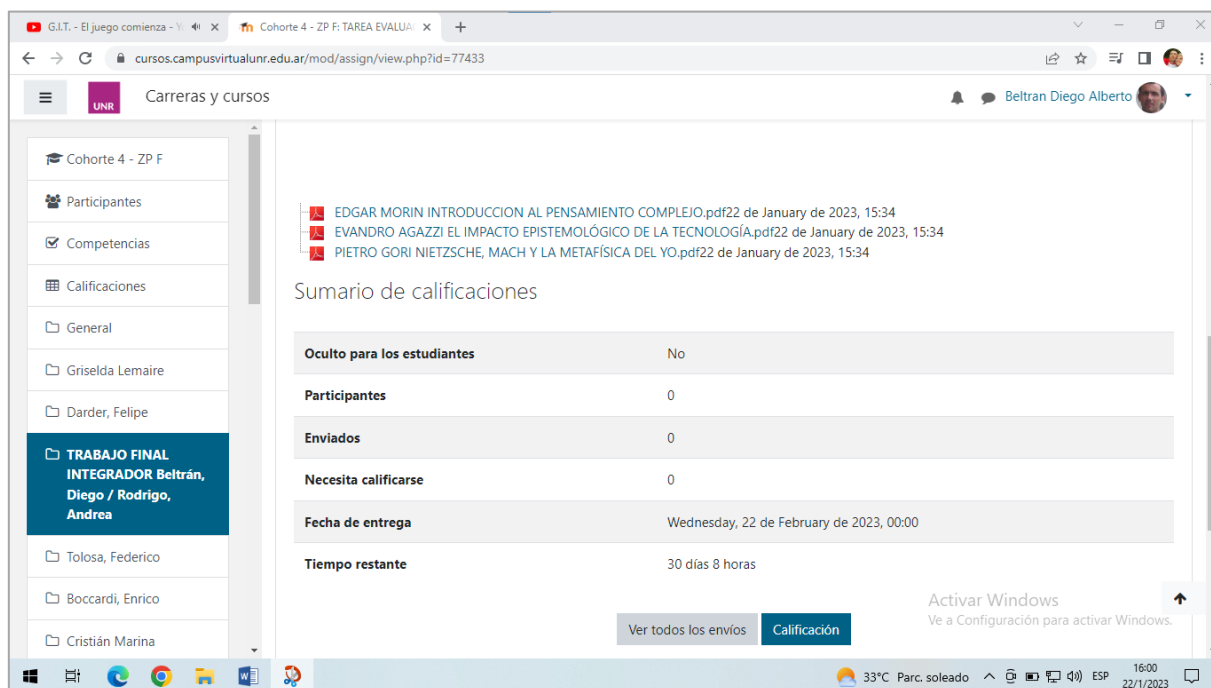 G.I.T. - El juego comienza - Y
Cohorte 4 - ZP F: TAREA EVALUA
cursos.campusvirtualunr.edu.ar/mod/assign/view.php?id=77433
UNR
Carreras y cursos
Beltran Diego Alberto
Cohorte 4 - ZP F
Participantes
Competencias
Calificaciones
General
Griselda Lemaire
Darder, Felipe
TRABAJO FINAL
INTEGRADOR Beltrán,
Diego / Rodrigo,
Andrea
Tolosa, Federico
Boccardi, Enrico
Cristián Marina
EDGAR MORIN INTRODUCCION AL PENSAMIENTO COMPLEJO.pdf22 de January de 2023, 15:34
EVANDRO AGAZZI EL IMPACTO EPISTEMOLÓGICO DE LA TECNOLOGÍA.pdf22 de January de 2023, 15:34
PIETRO GORI NIETZSCHE, MACH Y LA METAFÍSICA DEL YO.pdf22 de January de 2023, 15:34
Sumario de calificaciones
Oculto para los estudiantes No
Participantes 0
Enviados 0
Necesita calificarse 0
Fecha de entrega Wednesday, 22 de February de 2023, 00:00
Tiempo restante 30 días 8 horas
Ver todos los envíos Calificación
Activar Windows
Ve a Configuración para activar Windows.
33°C Parc. soleado ESP 16:00
22/1/2023